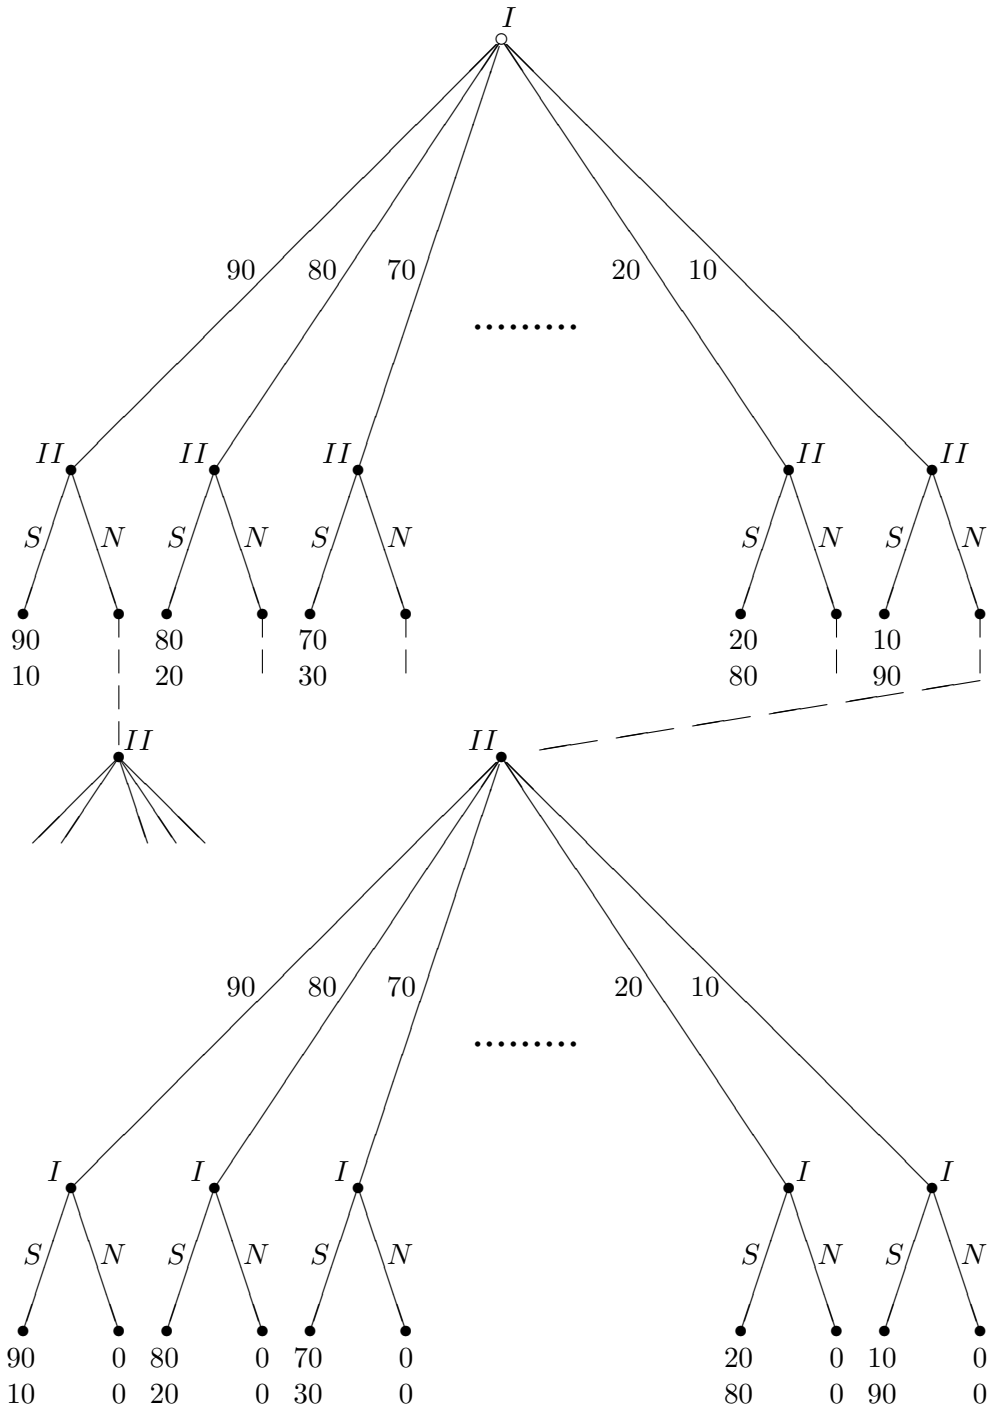 I
90 80 70 20 10
II II II II II
S N S N S N S N S N
90 80 70 20 10
10 20 30 80 90
II II
90 80 70 20 10
I I I I I
S N S N S N S N S N
90 0 80 0 70 0 20 0 10 0
10 0 20 0 30 0 80 0 90 0